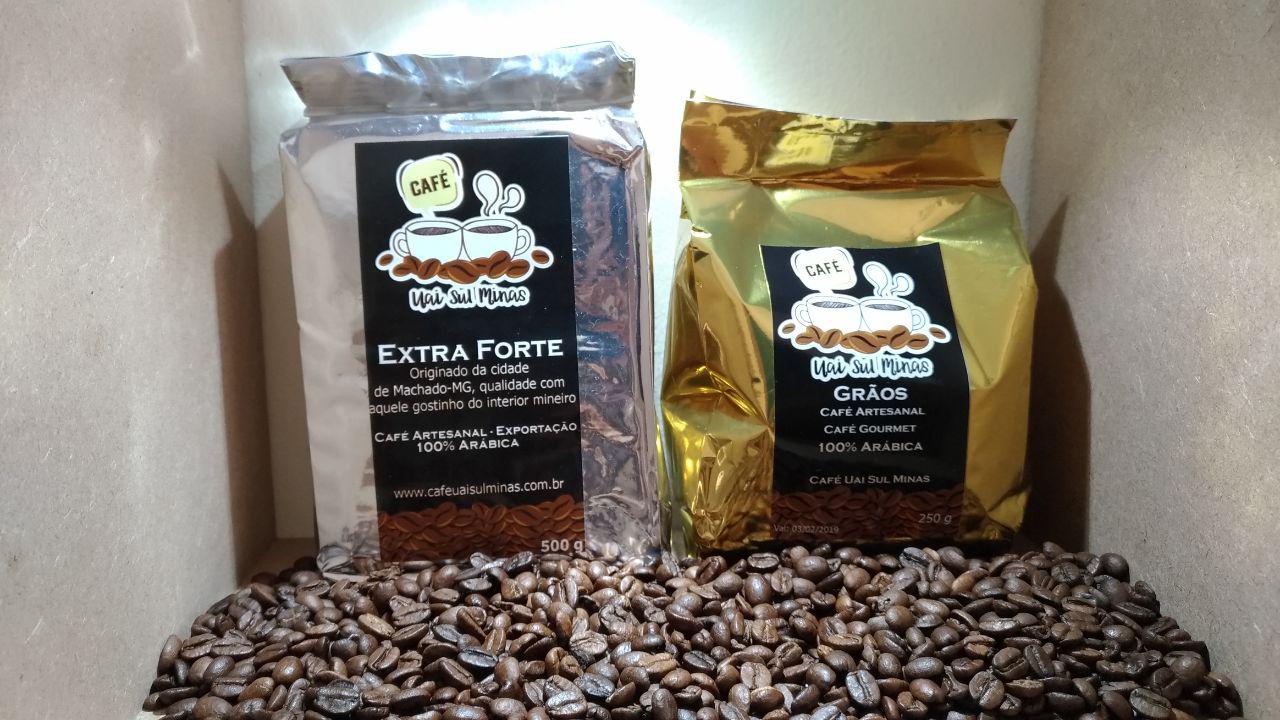 CAFÉ
Uai Sul Minas
EXTRA FORTE
Originado da cidade
de Machado-MG, qualidade com
aquele gostinho do interior mineiro
CAFÉ ARTESANAL - EXPORTAÇÃO
100% ARÁBICA
www.cafeuaisulminas.com.br
500 g
CAFÉ
Uai Sul Minas
GRÃOS
CAFÉ ARTESANAL
CAFÉ GOURMET
100% ARÁBICA
CAFÉ UAI SUL MINAS
250 g
Val: 03/02/2019